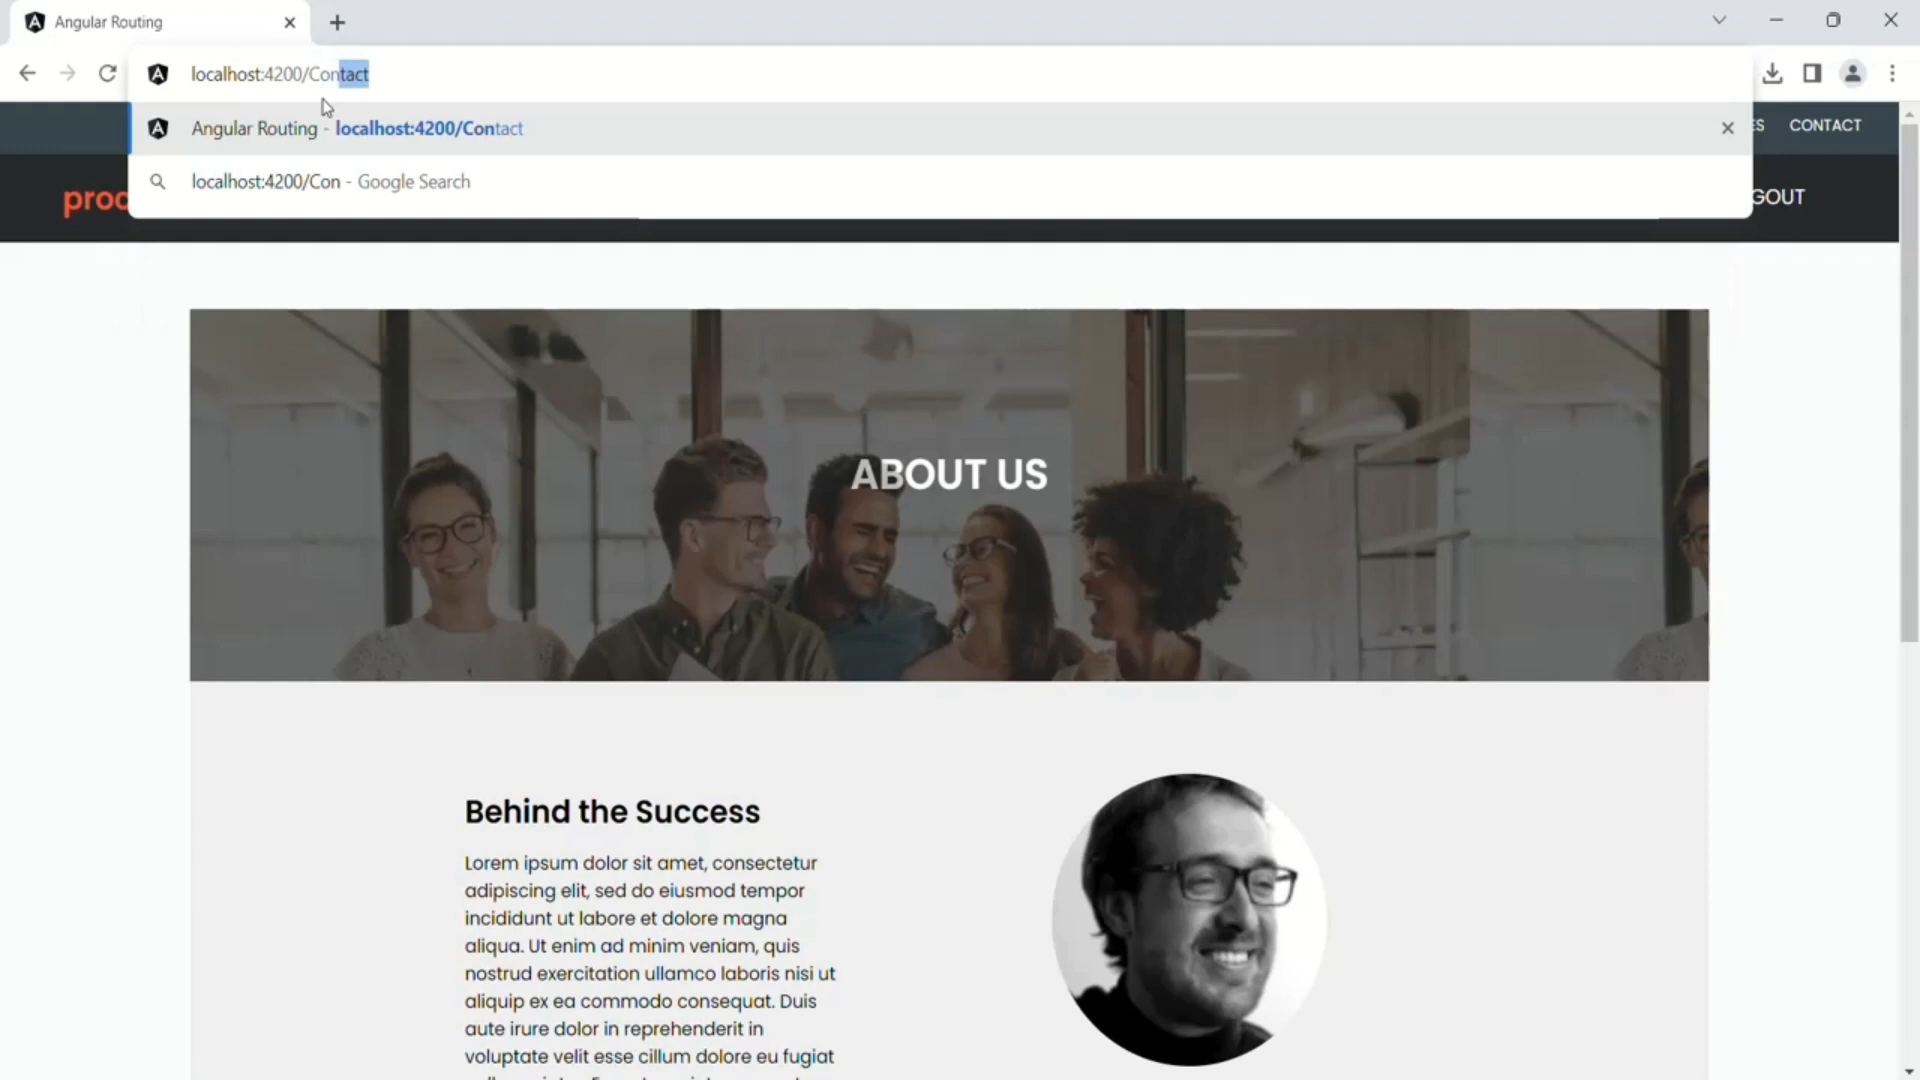 Angular Routing
localhost:4200/Contact
Angular Routing - localhost:4200/Contact
ES CONTACT
localhost:4200/Con - Google Search
proc
GOUT
ABOUT US
Behind the Success
Lorem ipsum dolor sit amet, consectetur
adipiscing elit, sed do eiusmod tempor
incididunt ut labore et dolore magna
aliqua. Ut enim ad minim veniam, quis
nostrud exercitation ullamco laboris nisi ut
aliquip ex ea commodo consequat. Duis
aute irure dolor in reprehenderit in
voluptate velit esse cillum dolore eu fugiat